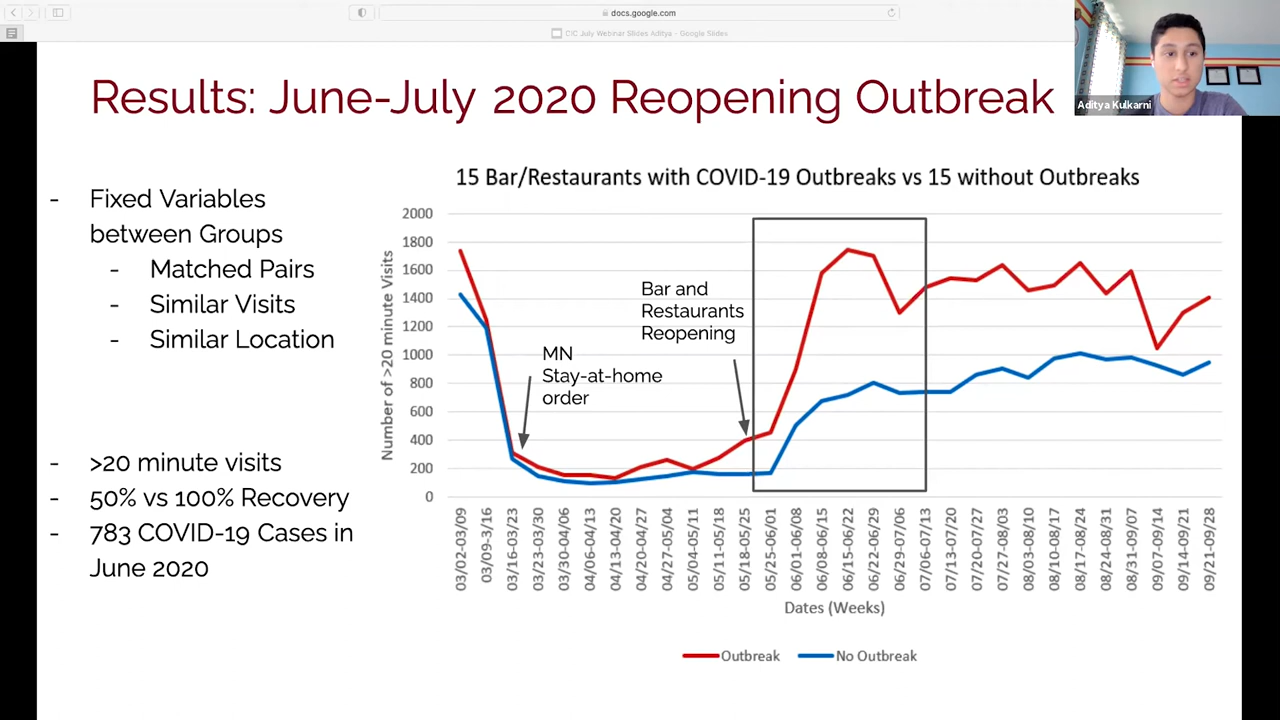 docs.google.com
CIC July Webinar Slides Aditya - Google Slides
Aditya Kulkarni
Results: June-July 2020 Reopening Outbreak
- Fixed Variables
between Groups
- Matched Pairs
- Similar Visits
- Similar Location
- >20 minute visits
- 50% vs 100% Recovery
- 783 COVID-19 Cases in
June 2020
15 Bar/Restaurants with COVID-19 Outbreaks vs 15 without Outbreaks
Number of >20 minute Visits
2000
1800
1600
1400
1200
1000
800
600
400
200
0
MN
Stay-at-home
order
Bar and
Restaurants
Reopening
03/02-03/09
03/09-3/16
03/16-03/23
03/23-03/30
03/30-04/06
04/06-04/13
04/13-04/20
04/20-04/27
04/27-05/04
05/04-05/11
05/11-05/18
05/18-05/25
05/25-06/01
06/01-06/08
06/08-06/15
06/15-06/22
06/22-06/29
06/29-07/06
07/06-07/13
07/13-07/20
07/20-07/27
07/27-08/03
08/03-08/10
08/10-08/17
08/17-08/24
08/24-08/31
08/31-09/07
09/07-09/14
09/14-09/21
09/21-09/28
Dates (Weeks)
Outbreak
No Outbreak